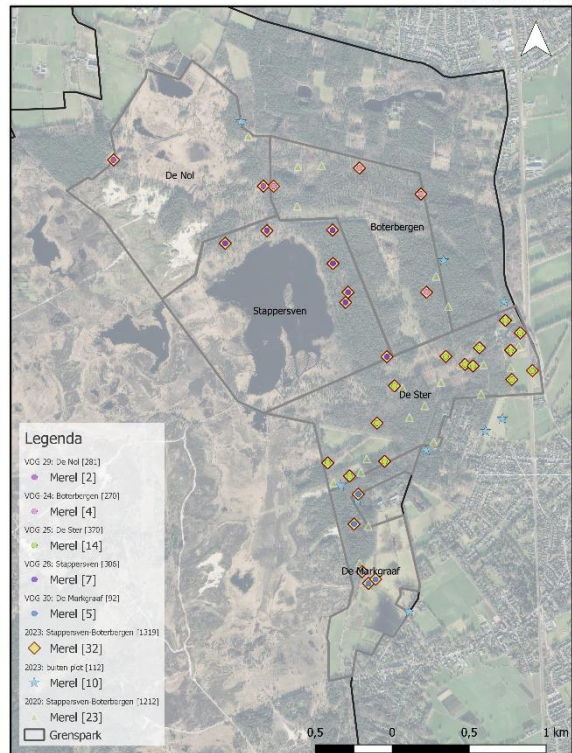 De Nol
Boterbergen
Stappersven
De Ster
De Markgraaf
Legenda
VOG 29: De Nol [281]
Merel [2]
VOG 24: Boterbergen [270]
Merel [4]
VOG 25: De Ster [370]
Merel [14]
VOG 28: Stappersven [306]
Merel [7]
VOG 30: De Markgraaf [92]
Merel [5]
2023: Stappersven-Boterbergen [1319]
Merel [32]
2023: buiten plot [112]
Merel [10]
2020: Stappersven-Boterbergen [1212]
Merel [23]
Grenspark
0,5 0 0,5 1 km